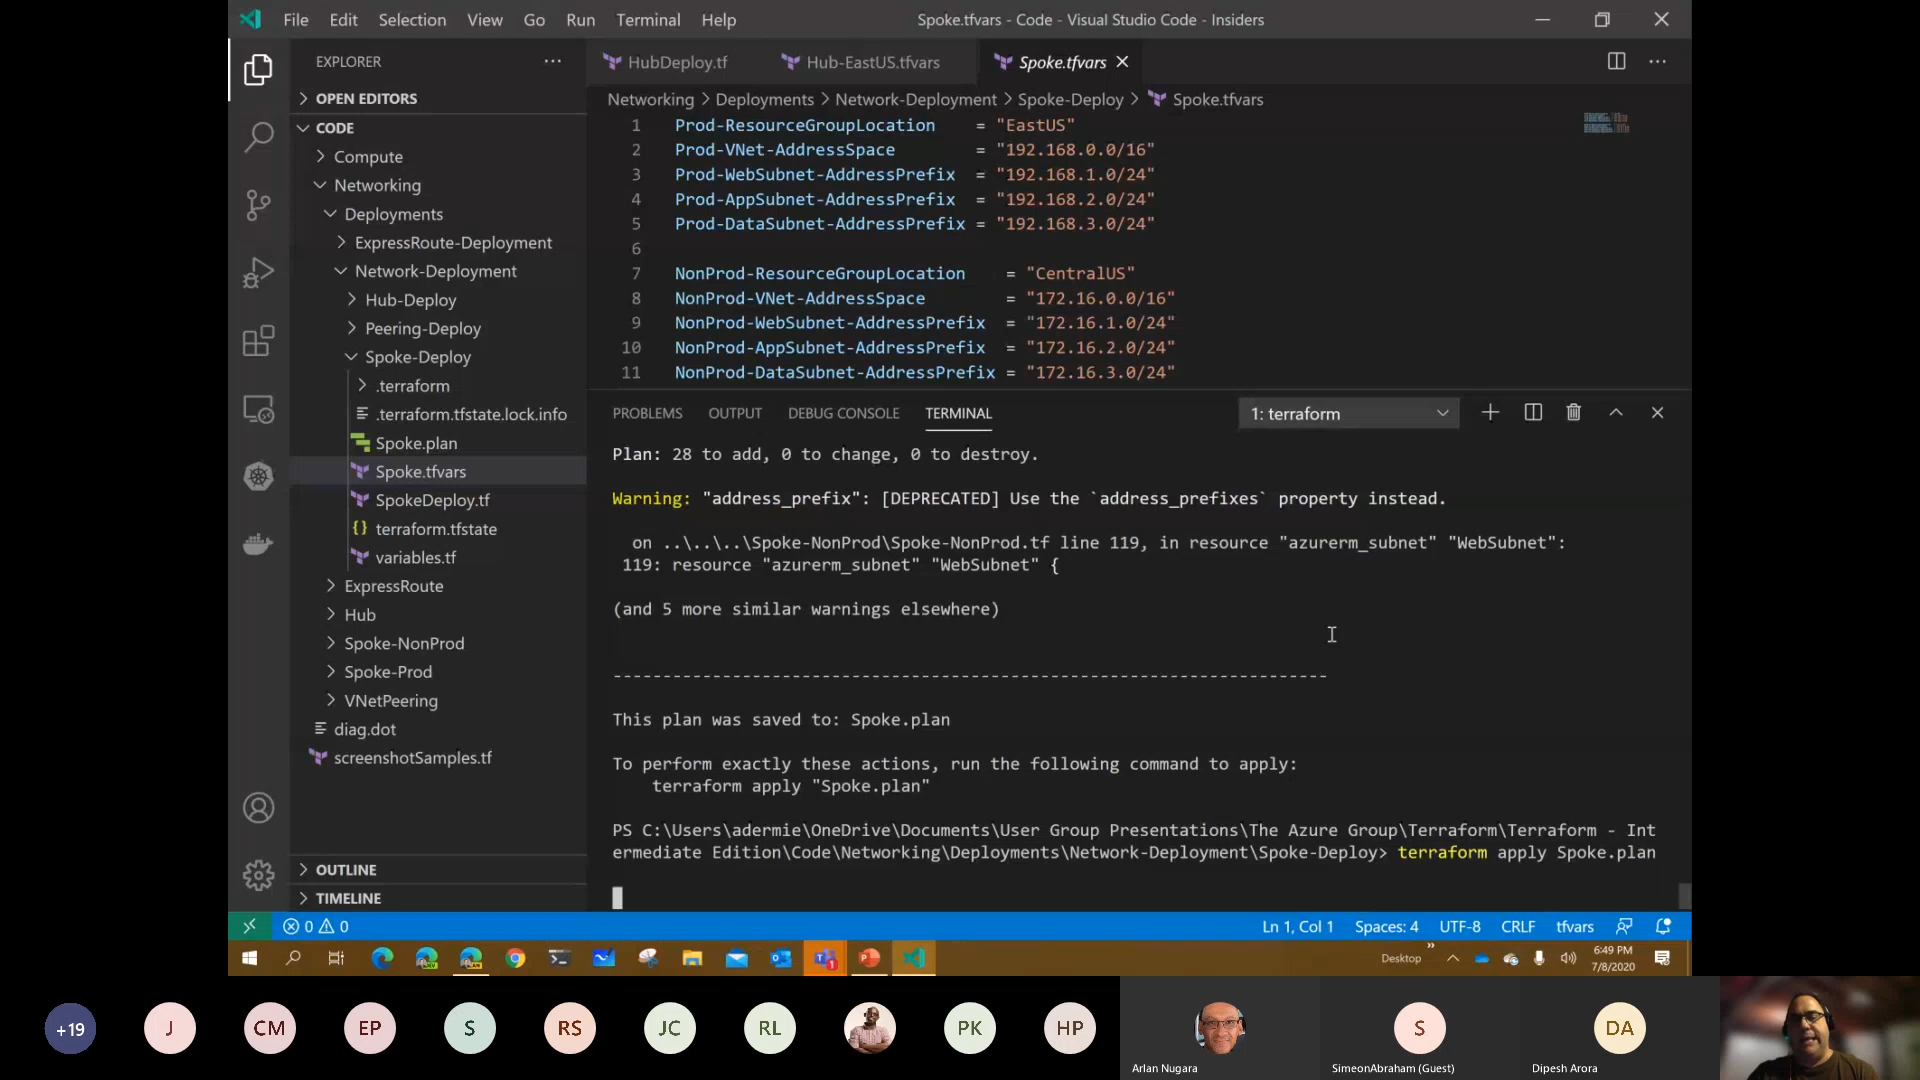 File Edit Selection View Go Run Terminal Help
Spoke.tfvars - Code - Visual Studio Code - Insiders
EXPLORER
OPEN EDITORS
CODE
Compute
Networking
Deployments
ExpressRoute-Deployment
Network-Deployment
Hub-Deploy
Peering-Deploy
Spoke-Deploy
.terraform
.terraform.tfstate.lock.info
Spoke.plan
Spoke.tfvars
SpokeDeploy.tf
terraform.tfstate
variables.tf
ExpressRoute
Hub
Spoke-NonProd
Spoke-Prod
VNetPeering
diag.dot
screenshotSamples.tf
OUTLINE
TIMELINE
HubDeploy.tf Hub-EastUS.tfvars Spoke.tfvars
Networking > Deployments > Network-Deployment > Spoke-Deploy > Spoke.tfvars
1 Prod-ResourceGroupLocation = "EastUS"
2 Prod-VNet-AddressSpace = "192.168.0.0/16"
3 Prod-WebSubnet-AddressPrefix = "192.168.1.0/24"
4 Prod-AppSubnet-AddressPrefix = "192.168.2.0/24"
5 Prod-DataSubnet-AddressPrefix = "192.168.3.0/24"
6
7 NonProd-ResourceGroupLocation = "CentralUS"
8 NonProd-VNet-AddressSpace = "172.16.0.0/16"
9 NonProd-WebSubnet-AddressPrefix = "172.16.1.0/24"
10 NonProd-AppSubnet-AddressPrefix = "172.16.2.0/24"
11 NonProd-DataSubnet-AddressPrefix = "172.16.3.0/24"
PROBLEMS OUTPUT DEBUG CONSOLE TERMINAL 1: terraform
Plan: 28 to add, 0 to change, 0 to destroy.
Warning: "address_prefix": [DEPRECATED] Use the `address_prefixes` property instead.
on ..\..\..\Spoke-NonProd\Spoke-NonProd.tf line 119, in resource "azurerm_subnet" "WebSubnet":
119: resource "azurerm_subnet" "WebSubnet" {
(and 5 more similar warnings elsewhere)
------------------------------------------------------------------------
This plan was saved to: Spoke.plan
To perform exactly these actions, run the following command to apply:
terraform apply "Spoke.plan"
PS C:\Users\adermie\OneDrive\Documents\User Group Presentations\The Azure Group\Terraform\Terraform - Int
ermediate Edition\Code\Networking\Deployments\Network-Deployment\Spoke-Deploy> terraform apply Spoke.plan
0 0 Ln 1, Col 1 Spaces: 4 UTF-8 CRLF tfvars
Desktop
6:49 PM
7/8/2020
+19 J CM EP S RS JC RL PK HP S DA
Arlan Nugara SimeonAbraham (Guest) Dipesh Arora